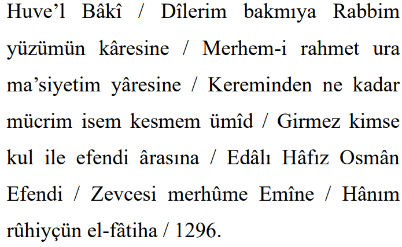 Huve’l Bâkî / Dîlerim bakmıya Rabbim
yüzümün kâresine / Merhem-i rahmet ura
ma’siyetim yâresine / Kereminden ne kadar
mücrim isem kesmem ümîd / Girmez kimse
kul ile efendi ârasına / Edâlı Hâfız Osmân
Efendi / Zevcesi merhûme Emîne / Hânım
rûhiyçün el-fâtiha / 1296.